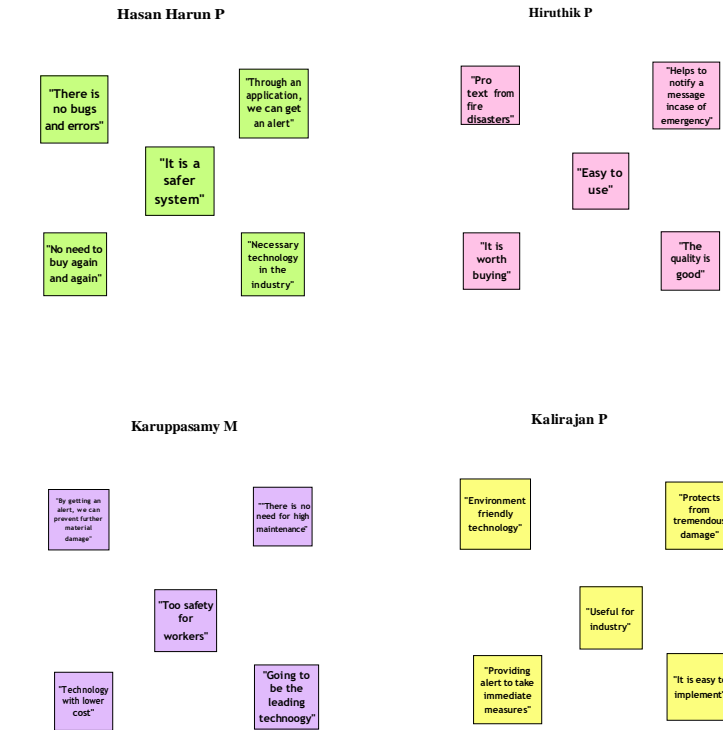 Hasan Harun P
"There is
no bugs
and errors"
"Through an
application,
we can get
an alert"
"It is a
safer
system"
"No need to
buy again
and again"
"Necessary
technology
in the
industry"
Hiruthik P
"Pro
text from
fire
disasters"
"Helps to
notify a
message
incase of
emergency"
"Easy to
use"
"It is
worth
buying"
"The
quality is
good"
Karuppasamy M
"By getting an
alert, we can
prevent further
material
damage"
""There is no
need for high
maintenance"
"Too safety
for
workers"
"Technology
with lower
cost"
"Going to
be the
leading
technoogy"
Kalirajan P
"Environment
friendly
technology"
"Protects
from
tremendous
damage"
"Useful for
industry"
"Providing
alert to take
immediate
measures"
"It is easy to
implement"